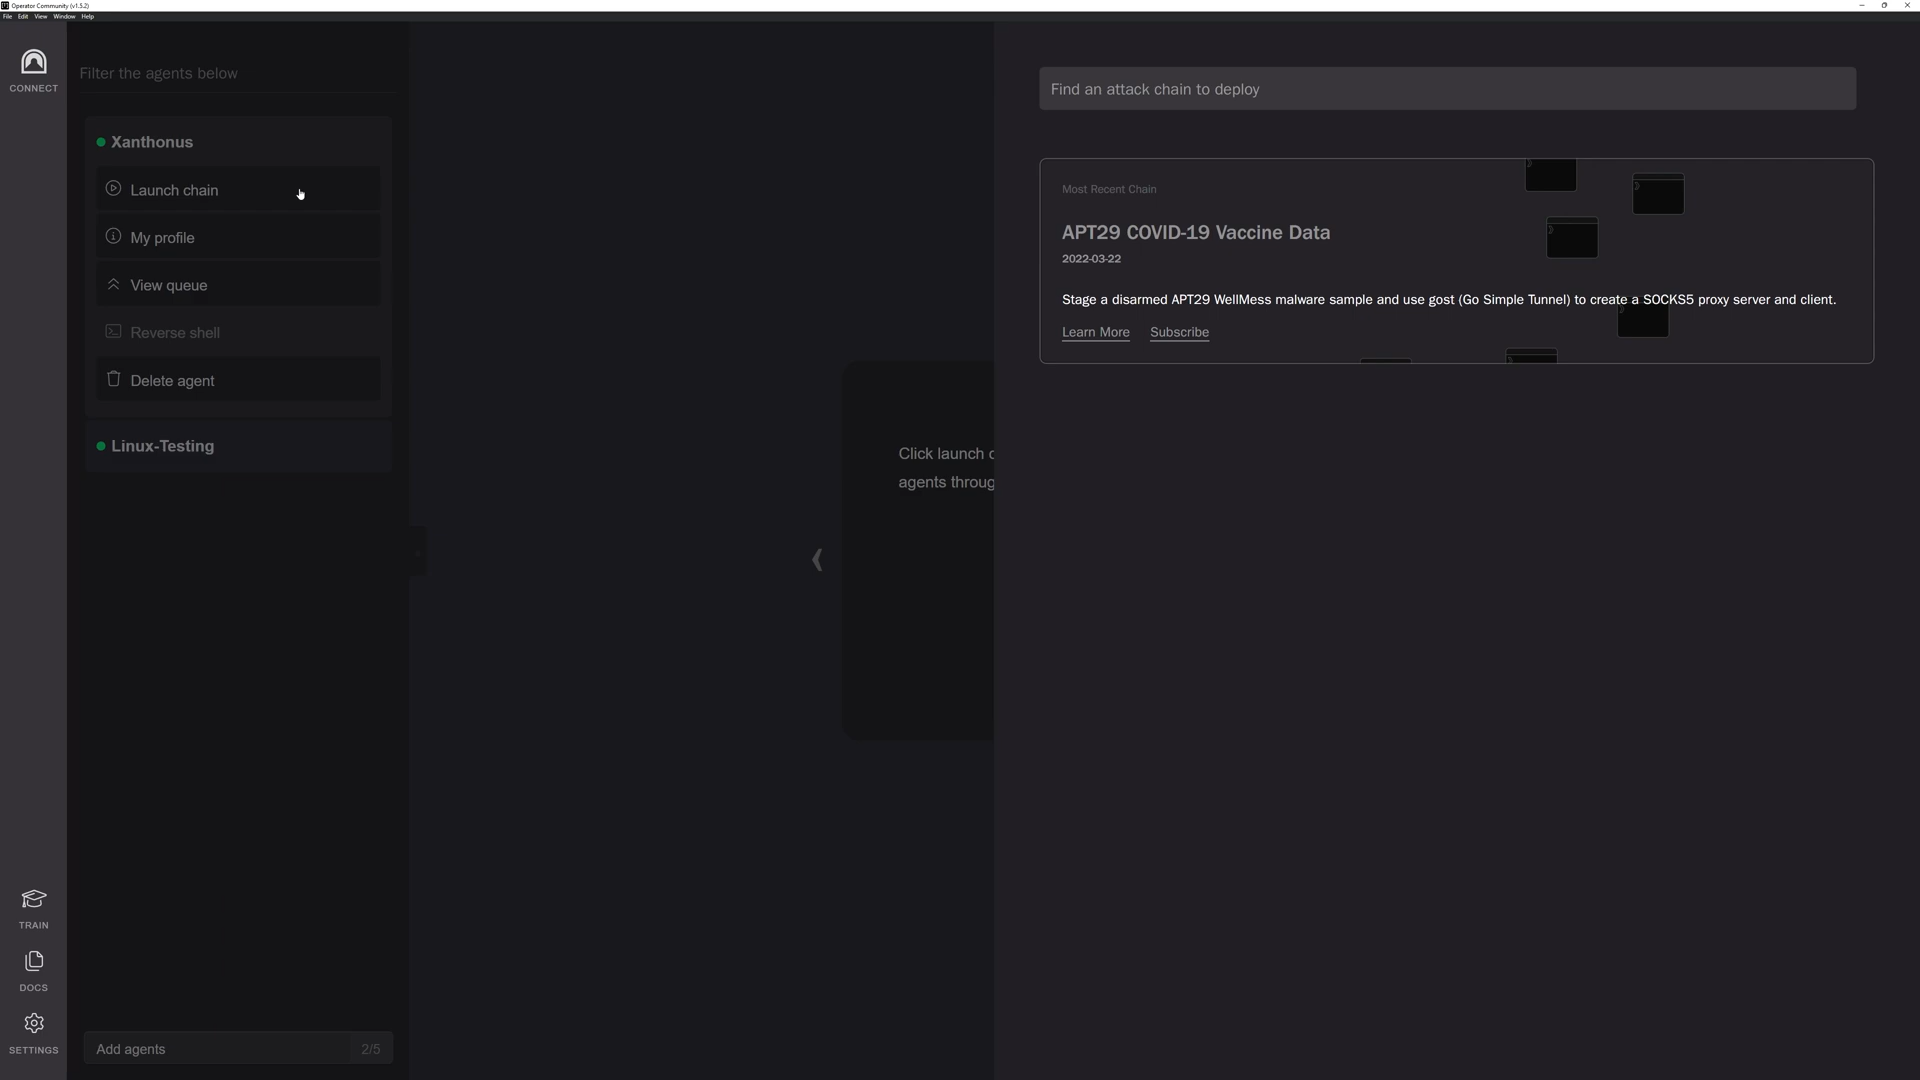 Operator Community (v1.5.2)
File Edit View Window Help
CONNECT
Filter the agents below
Xanthonus
Launch chain
My profile
View queue
Reverse shell
Delete agent
Linux-Testing
Click launch c
agents throug
Find an attack chain to deploy
Most Recent Chain
APT29 COVID-19 Vaccine Data
2022-03-22
Stage a disarmed APT29 WellMess malware sample and use gost (Go Simple Tunnel) to create a SOCKS5 proxy server and client.
Learn More Subscribe
TRAIN
DOCS
SETTINGS
Add agents 2/5